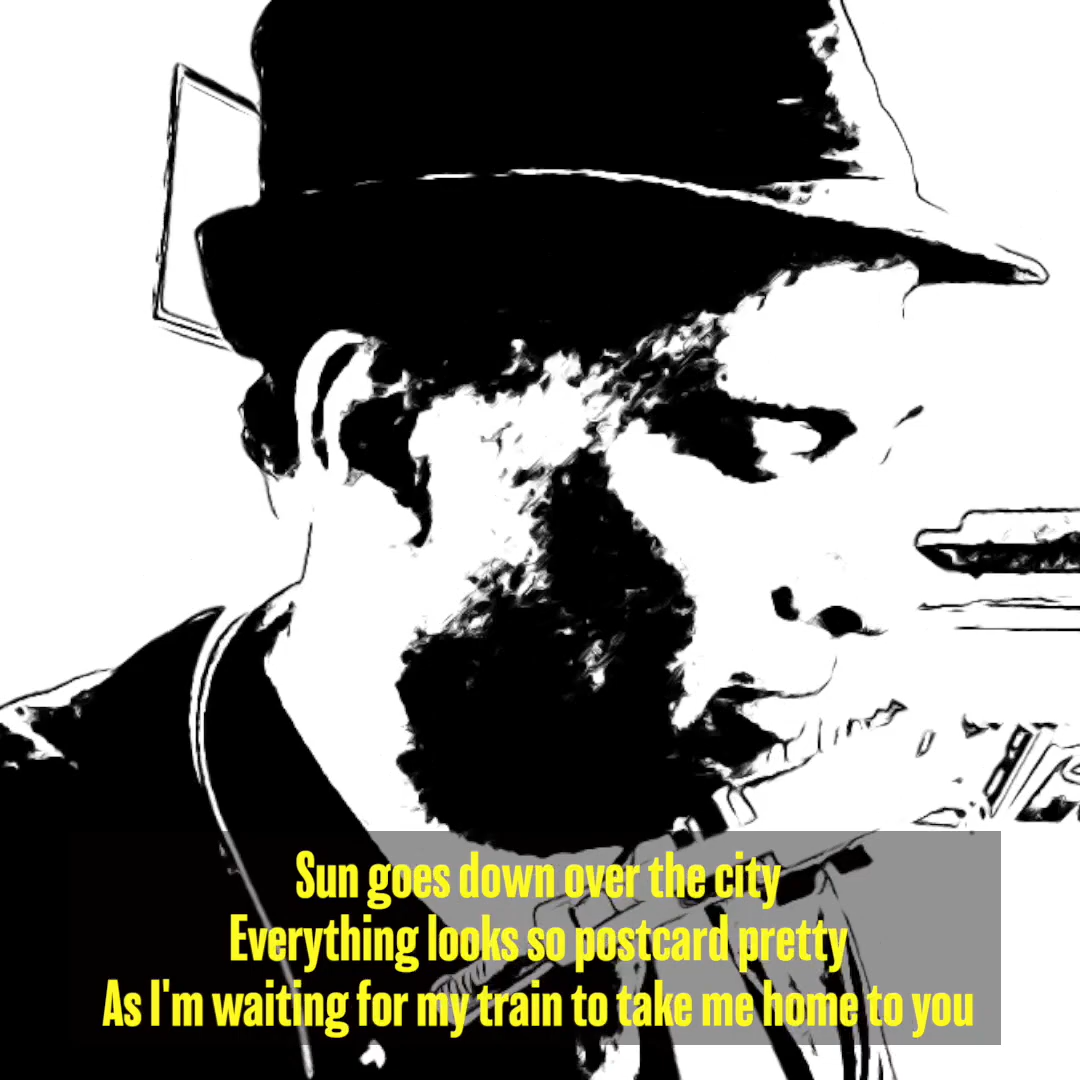 Sun goes down over the city
Everything looks so postcard pretty
As I'm waiting for my train to take me home to you